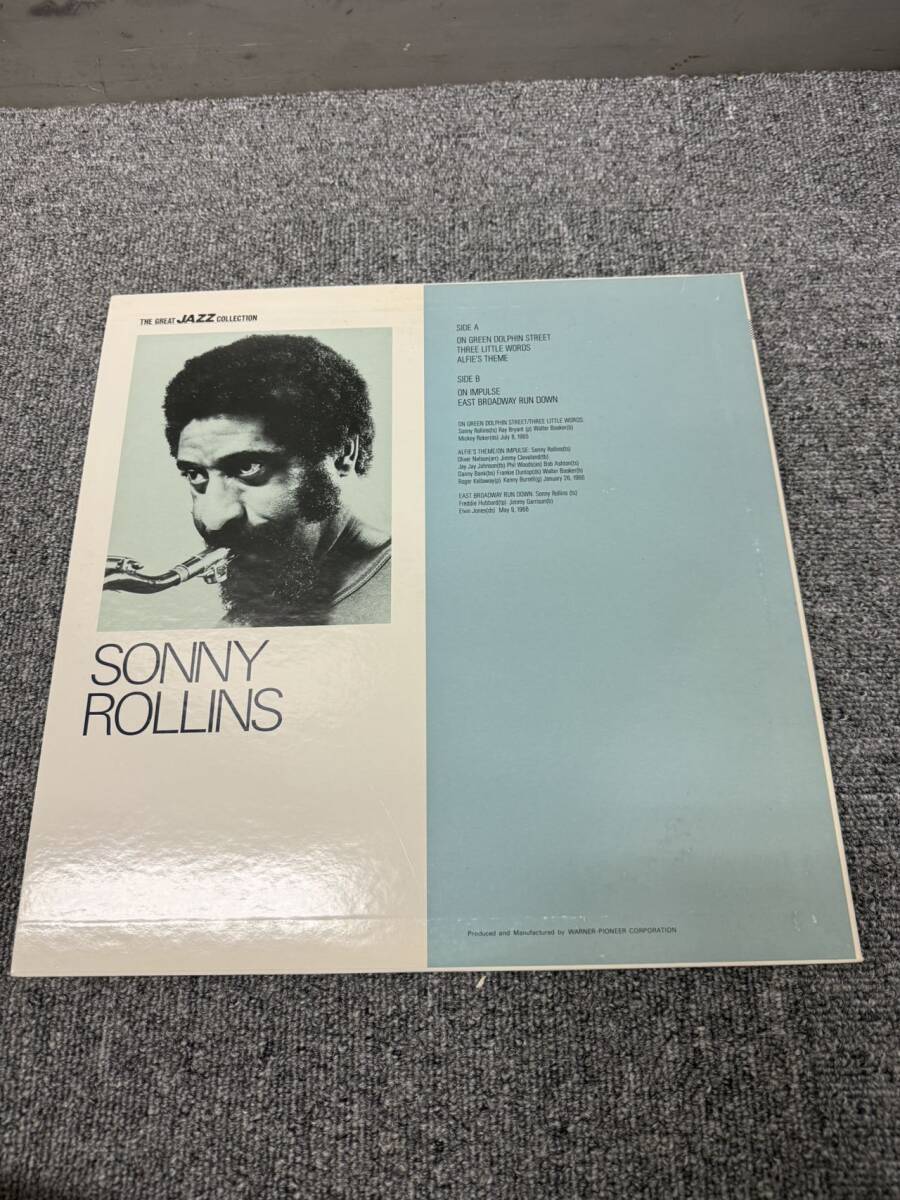 THE GREAT JAZZ COLLECTION
SONNY
ROLLINS
SIDE A
ON GREEN DOLPHIN STREET
THREE LITTLE WORDS
ALFIE'S THEME
SIDE B
ON IMPULSE
EAST BROADWAY RUN DOWN
ON GREEN DOLPHIN STREET/THREE LITTLE WORDS:
Sonny Rollins(ts) Ray Bryant (p) Walter Booker(b)
Mickey Roker(ds) July 8, 1965
ALFIE'S THEME/ON IMPULSE: Sonny Rollins(ts)
Oliver Nelson(arr) Jimmy Cleveland(tb)
Jay Jay Johnson(tb) Phil Woods(as) Bob Ashton(ts)
Danny Bank(bs) Frankie Dunlop(ds) Walter Booker(b)
Roger Kellaway(p) Kenny Burrell(g) January 26, 1966
EAST BROADWAY RUN DOWN: Sonny Rollins (ts)
Freddie Hubbard(tp) Jimmy Garrison(b)
Elvin Jones(ds) May 9, 1966
Produced and Manufactured by WARNER-PIONEER CORPORATION